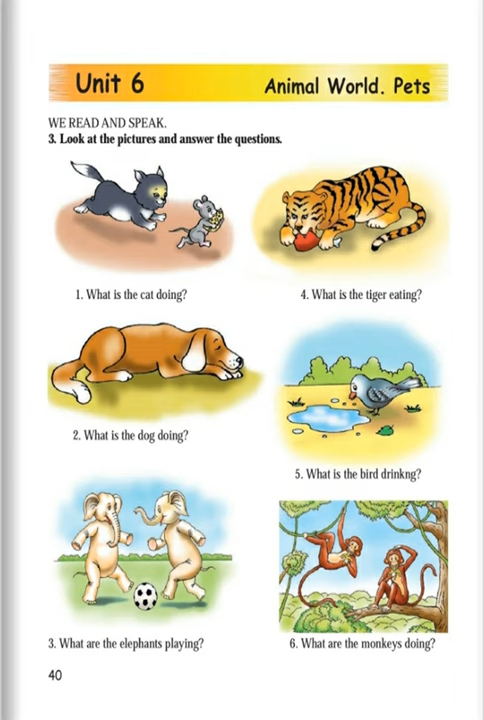 Unit 6 Animal World. Pets
WE READ AND SPEAK.
3. Look at the pictures and answer the questions.
1. What is the cat doing?
4. What is the tiger eating?
2. What is the dog doing?
5. What is the bird drinkng?
3. What are the elephants playing?
6. What are the monkeys doing?
40